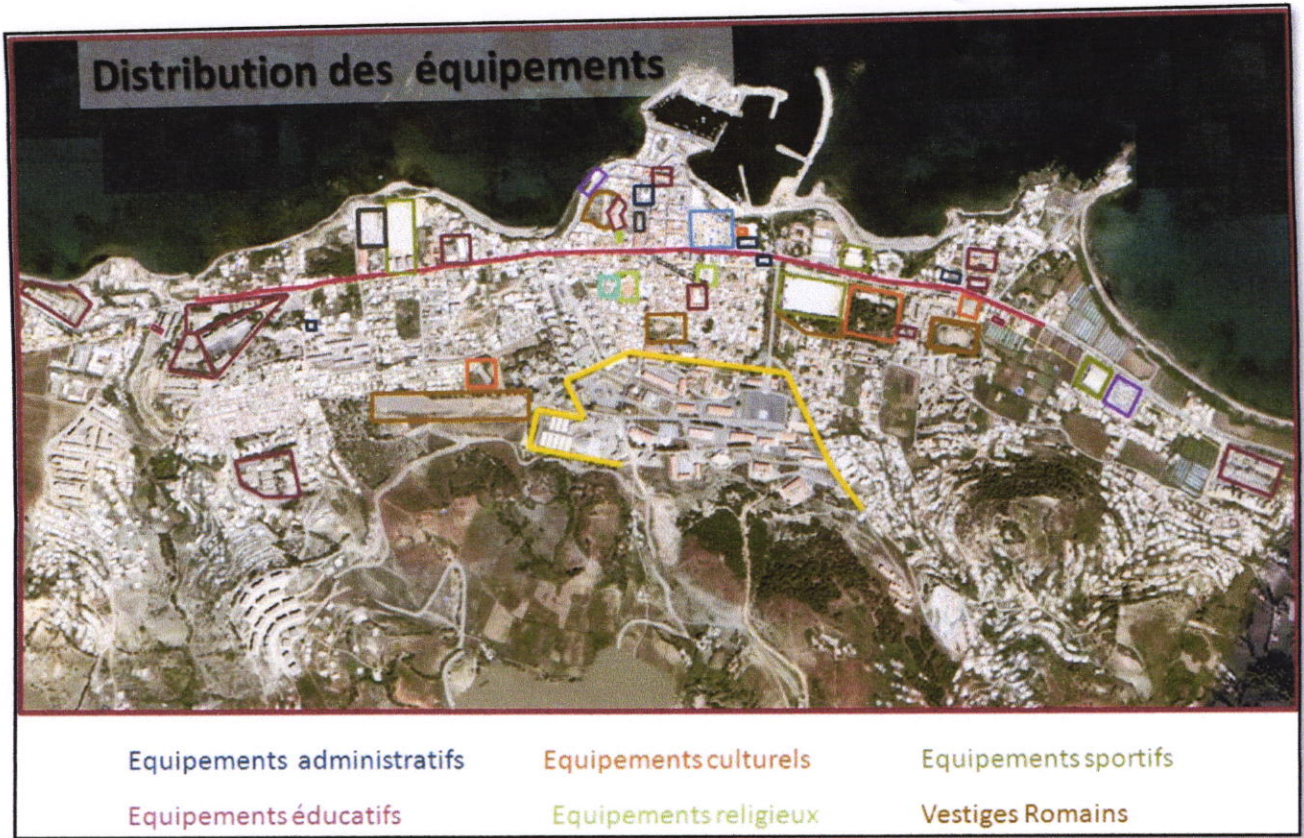 Distribution des équipements
Equipements administratifs Equipements culturels Equipements sportifs
Equipements éducatifs Equipements religieux Vestiges Romains